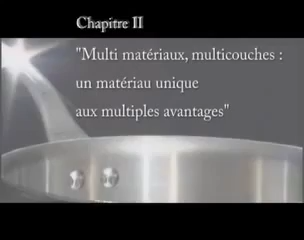 Chapitre II
"Multi matériaux, multicouches :
un matériau unique
aux multiples avantages"